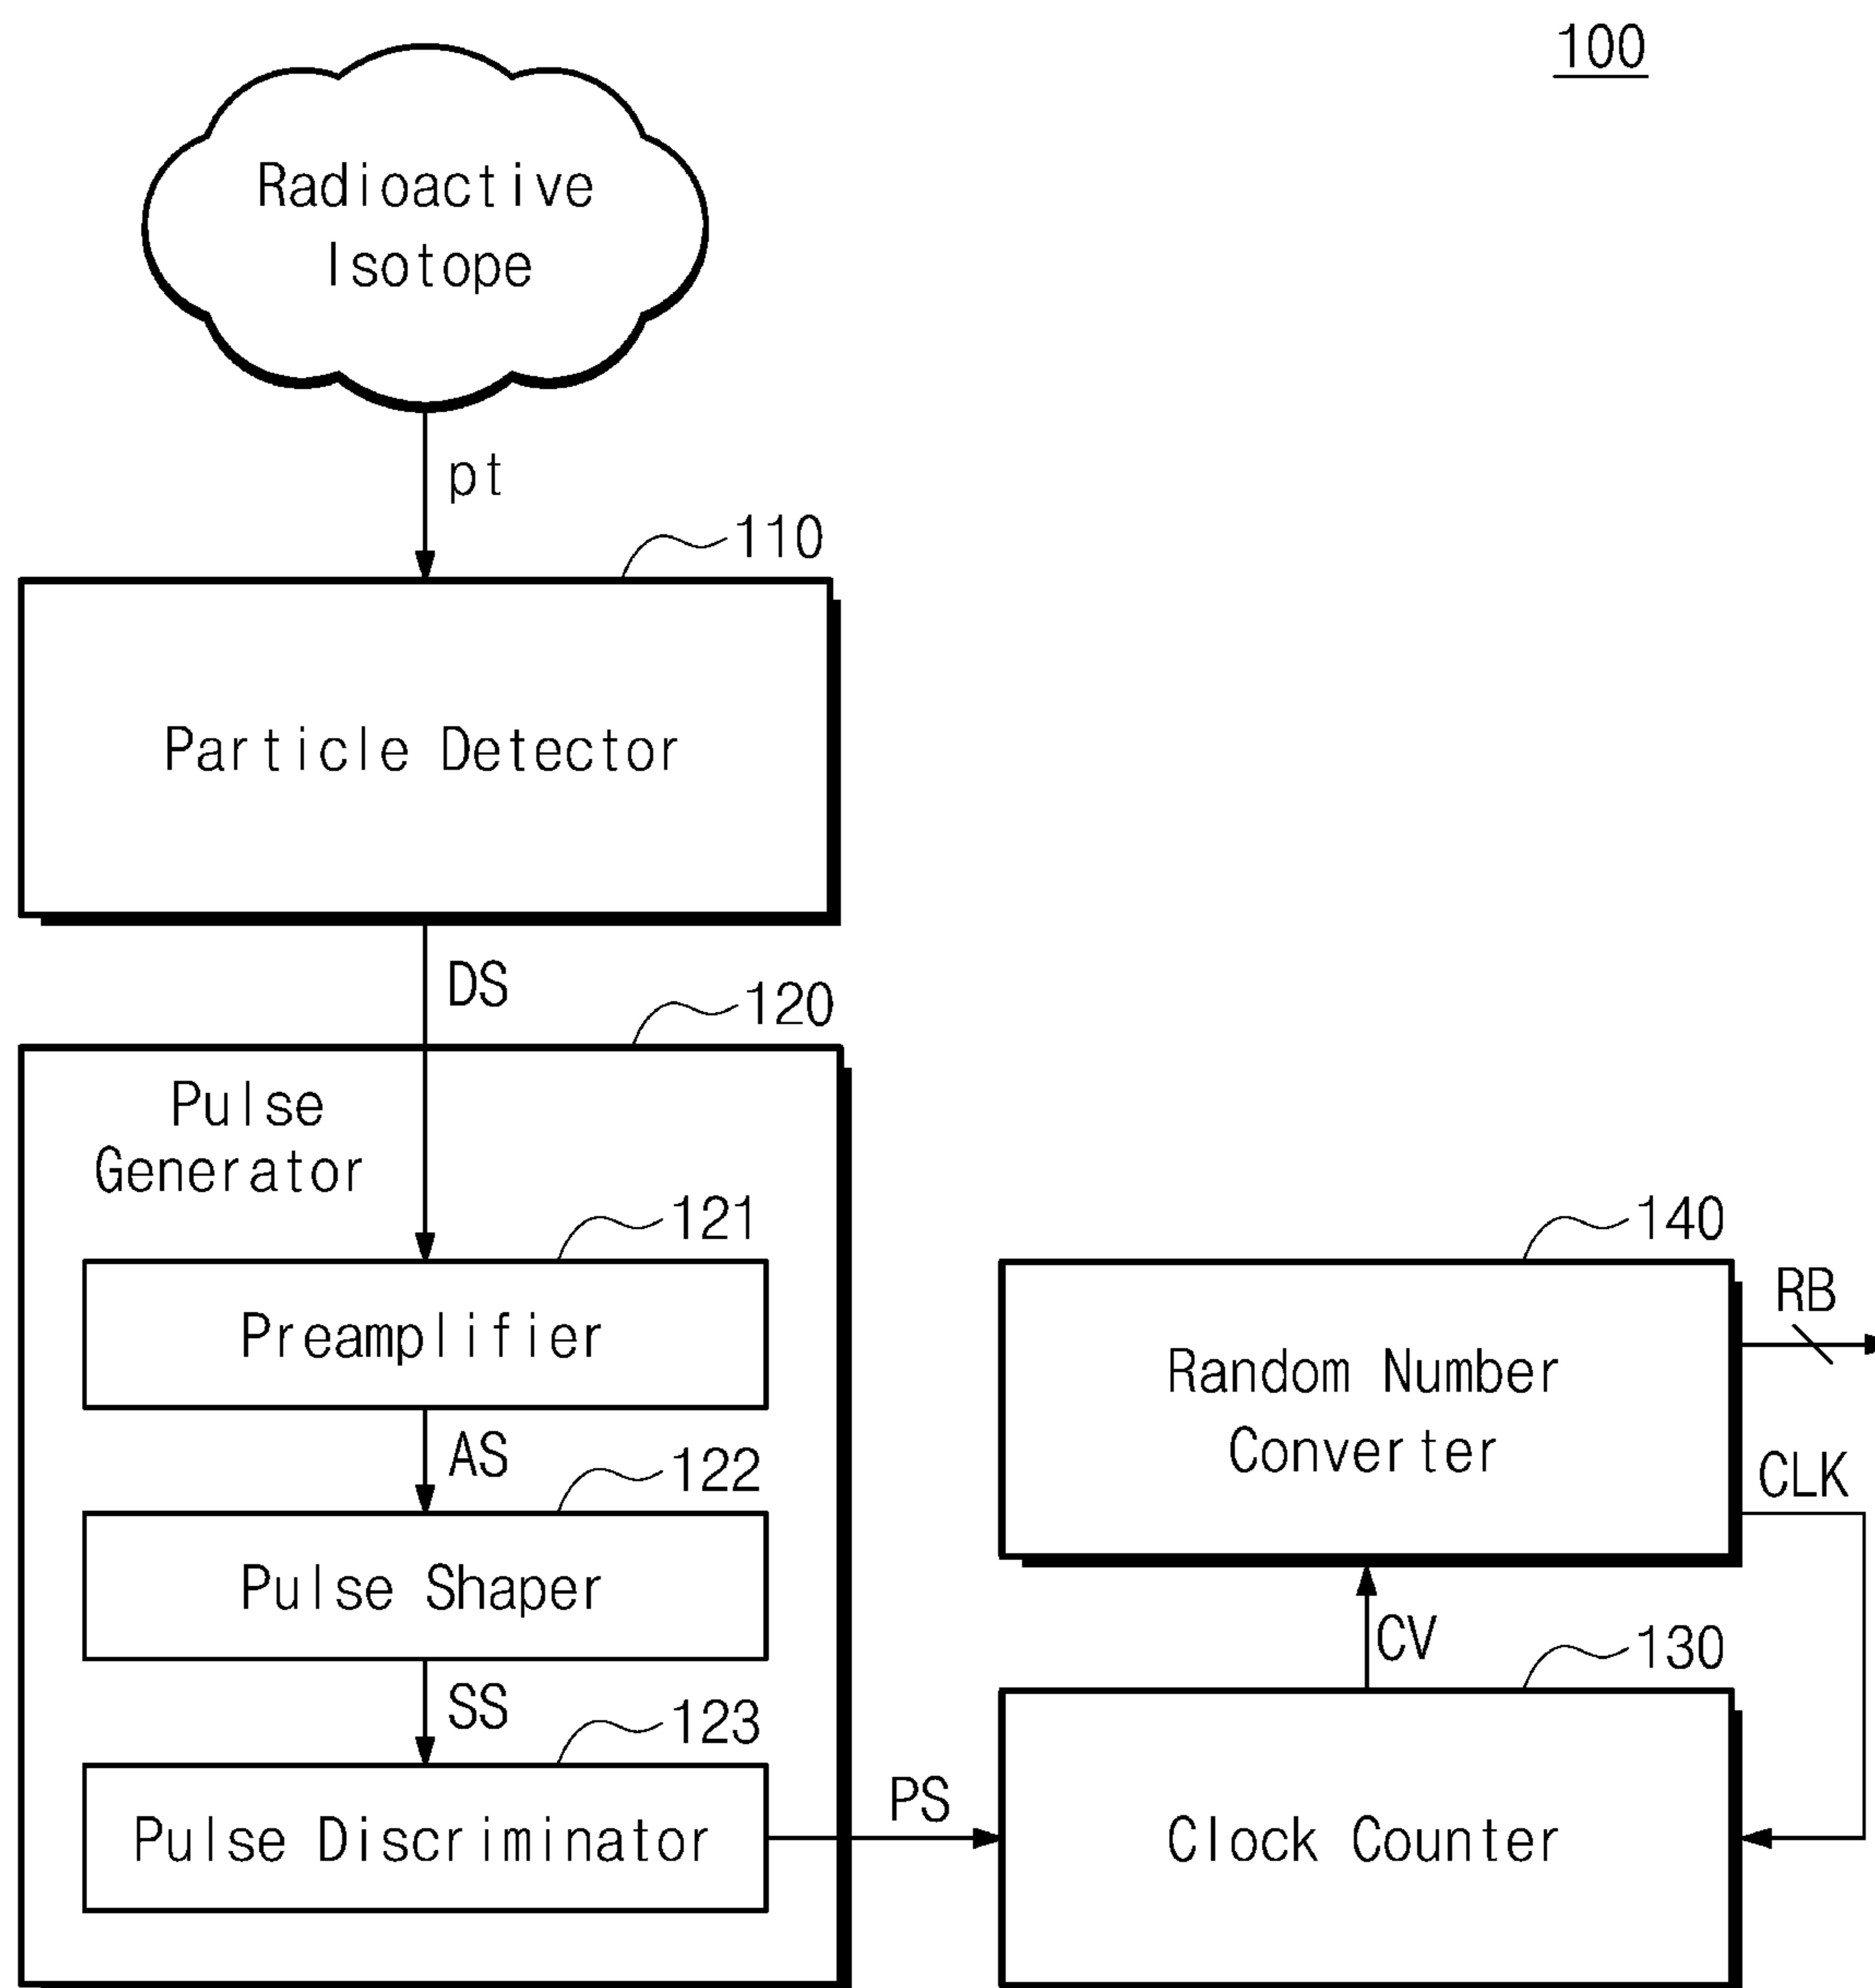 100
Radioactive
Isotope
pt
110
Particle Detector
DS
120
Pulse
Generator
121
Preamplifier
AS
122
Pulse Shaper
SS
123
Pulse Discriminator
PS
140
Random Number
Converter
RB
CLK
CV
130
Clock Counter